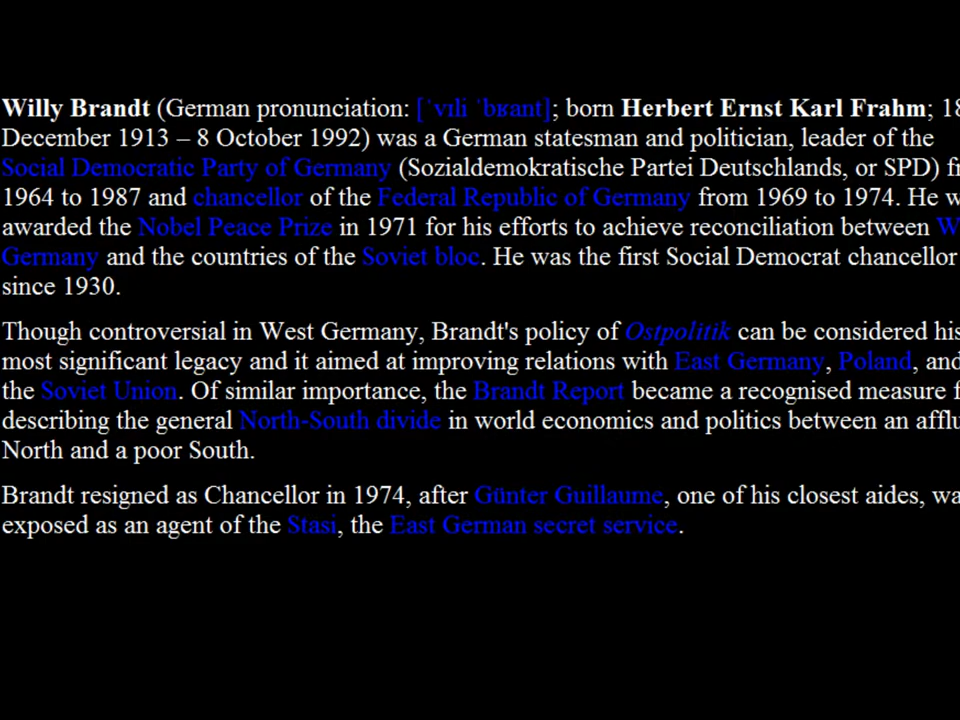 Willy Brandt (German pronunciation: [ˈvɪli ˈbʁant]; born Herbert Ernst Karl Frahm; 18
December 1913 – 8 October 1992) was a German statesman and politician, leader of the
Social Democratic Party of Germany (Sozialdemokratische Partei Deutschlands, or SPD)
1964 to 1987 and chancellor of the Federal Republic of Germany from 1969 to 1974. He
awarded the Nobel Peace Prize in 1971 for his efforts to achieve reconciliation between
Germany and the countries of the Soviet bloc. He was the first Social Democrat chancellor
since 1930.
Though controversial in West Germany, Brandt's policy of Ostpolitik can be considered his
most significant legacy and it aimed at improving relations with East Germany, Poland, and
the Soviet Union. Of similar importance, the Brandt Report became a recognised measure
describing the general North-South divide in world economics and politics between an
North and a poor South.
Brandt resigned as Chancellor in 1974, after Günter Guillaume, one of his closest aides,
exposed as an agent of the Stasi, the East German secret service.